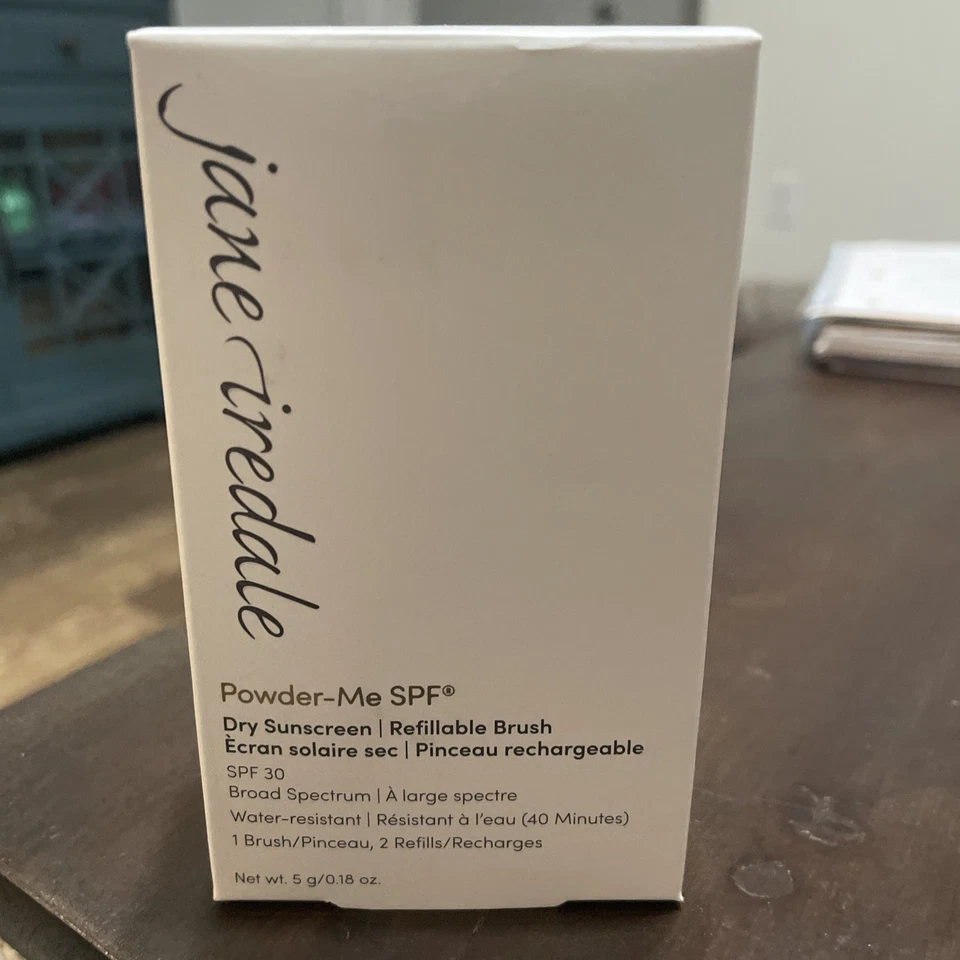 jane iredale
Powder-Me SPF®
Dry Sunscreen | Refillable Brush
Ècran solaire sec | Pinceau rechargeable
SPF 30
Broad Spectrum | À large spectre
Water-resistant | Résistant à l'eau (40 Minutes)
1 Brush/Pinceau, 2 Refills/Recharges
Net wt. 5 g/0.18 oz.